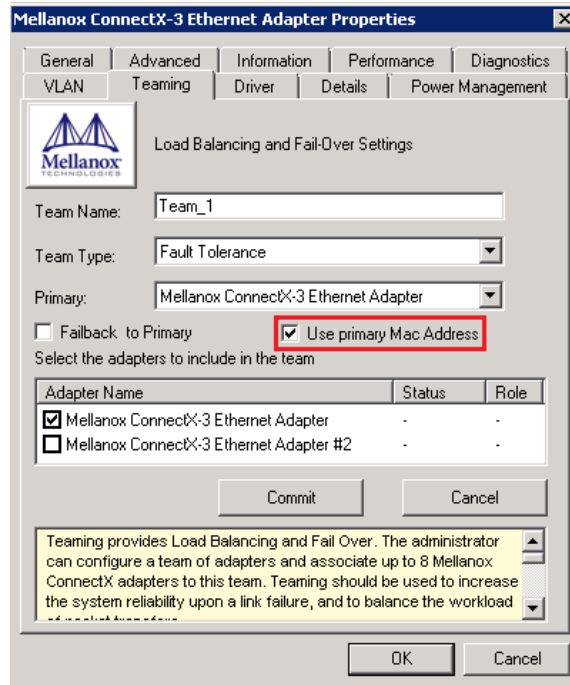 Mellanox ConnectX-3 Ethernet Adapter Properties
General Advanced Information Performance Diagnostics
VLAN Teaming Driver Details Power Management
Mellanox
TECHNOLOGIES
Load Balancing and Fail-Over Settings
Team Name: Team_1
Team Type: Fault Tolerance
Primary: Mellanox ConnectX-3 Ethernet Adapter
Failback to Primary Use primary Mac Address
Select the adapters to include in the team
Adapter Name Status Role
Mellanox ConnectX-3 Ethernet Adapter - -
Mellanox ConnectX-3 Ethernet Adapter #2 - -
Commit Cancel
Teaming provides Load Balancing and Fail Over. The administrator
can configure a team of adapters and associate up to 8 Mellanox
ConnectX adapters to this team. Teaming should be used to increase
the system reliability upon a link failure, and to balance the workload
OK Cancel